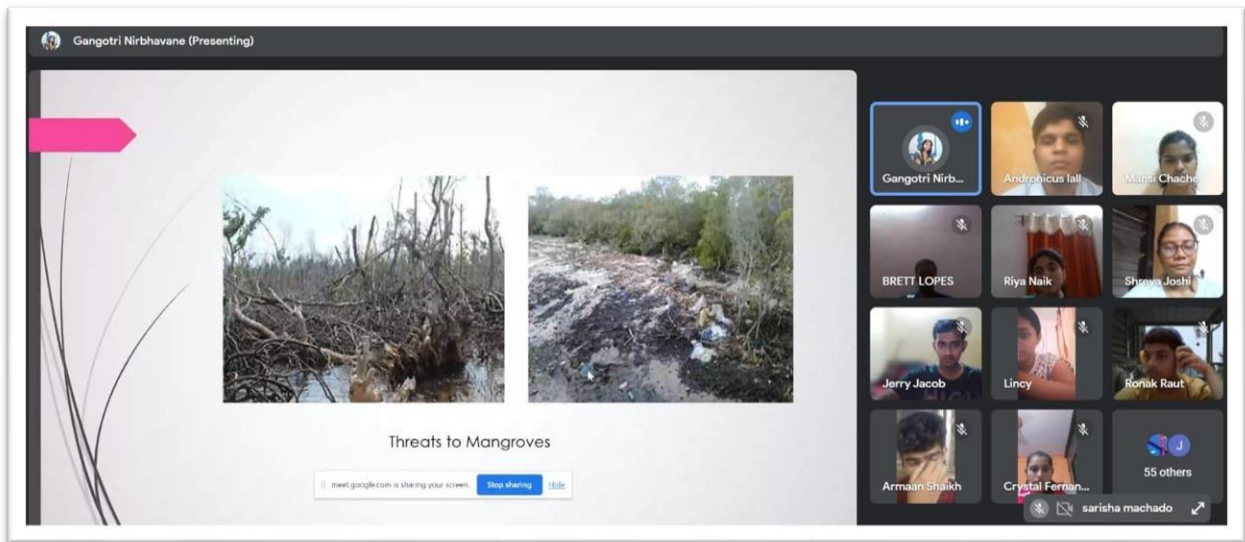 Gangotri Nirbhavane (Presenting)
Threats to Mangroves
meet.google.com is sharing your screen.
Stop sharing
Hide
Gangotri Nirb...
Andronicus lall
Mansi Chache
BRETT LOPES
Riya Naik
Shreya Joshi
Jerry Jacob
Lincy
Ronak Raut
Armaan Shaikh
Crystal Fernan...
J
55 others
sarisha machado